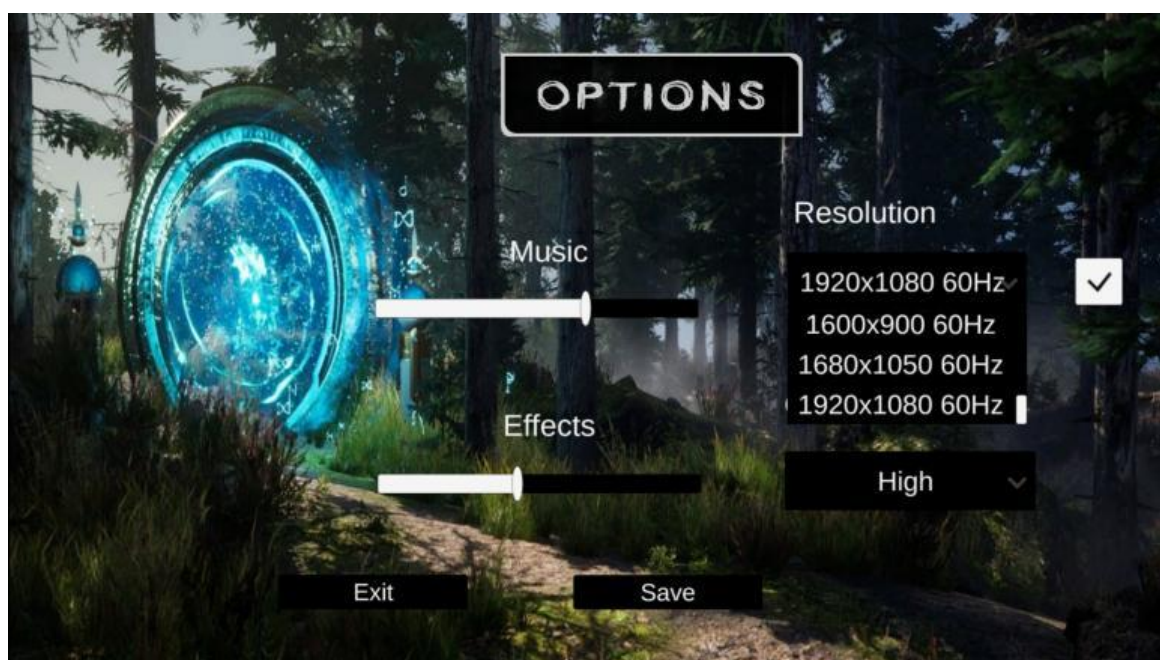 OPTIONS
Resolution
Music
1920x1080 60Hz
1600x900 60Hz
1680x1050 60Hz
1920x1080 60Hz
Effects
High
Exit
Save